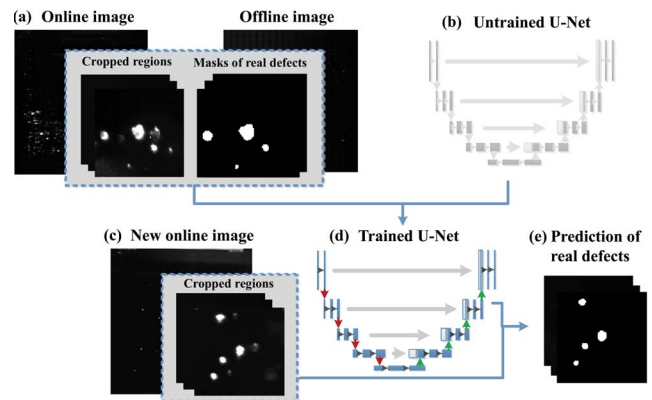 (a) Online image
Offline image
(b) Untrained U-Net
Cropped regions
Masks of real defects
(c) New online image
(d) Trained U-Net
(e) Prediction of
real defects
Cropped regions